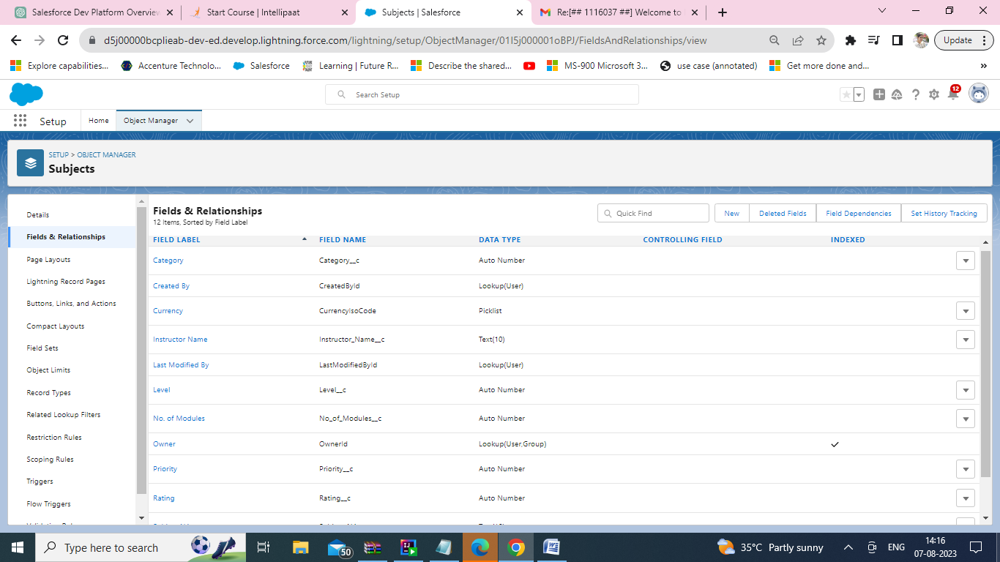 Salesforce Dev Platform Overview
Start Course | Intellipaat
Subjects | Salesforce
Re:[## 1116037 ##] Welcome to
d5j00000bcplieab-dev-ed.develop.lightning.force.com/lightning/setup/ObjectManager/01I5j000001oBPJ/FieldsAndRelationships/view
Update
Explore capabilities...
Accenture Technolo...
Salesforce
Learning | Future R...
Describe the shared...
MS-900 Microsoft 3...
use case (annotated)
Get more done and...
»
Search Setup
12
Setup
Home
Object Manager
SETUP > OBJECT MANAGER
Subjects
Details
Fields & Relationships
Page Layouts
Lightning Record Pages
Buttons, Links, and Actions
Compact Layouts
Field Sets
Object Limits
Record Types
Related Lookup Filters
Restriction Rules
Scoping Rules
Triggers
Flow Triggers
Fields & Relationships
12 Items, Sorted by Field Label
Quick Find
New
Deleted Fields
Field Dependencies
Set History Tracking
FIELD LABEL FIELD NAME DATA TYPE CONTROLLING FIELD INDEXED
Category Category__c Auto Number
Created By CreatedById Lookup(User)
Currency CurrencyIsoCode Picklist
Instructor Name Instructor_Name__c Text(10)
Last Modified By LastModifiedById Lookup(User)
Level Level__c Auto Number
No. of Modules No_of_Modules__c Auto Number
Owner OwnerId Lookup(User,Group)
Priority Priority__c Auto Number
Rating Rating__c Auto Number
Type here to search
50
35°C Partly sunny
ENG
14:16
07-08-2023